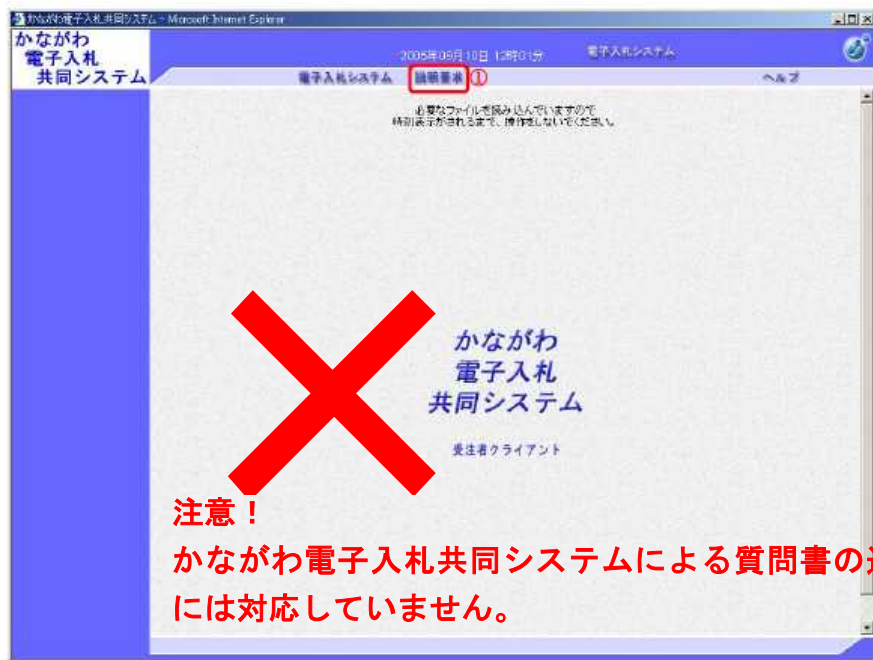 かながわ電子入札共同システム - Microsoft Internet Explorer
かながわ
電子入札
共同システム
2005年09月10日 12時01分
電子入札システム
電子入札システム
説明要求
①
ヘルプ
必要なファイルを読み込んでいますので
時刻表示がされるまで、操作をしないでください。
かながわ
電子入札
共同システム
受注者クライアント
注意！
かながわ電子入札共同システムによる質問書の
には対応していません。